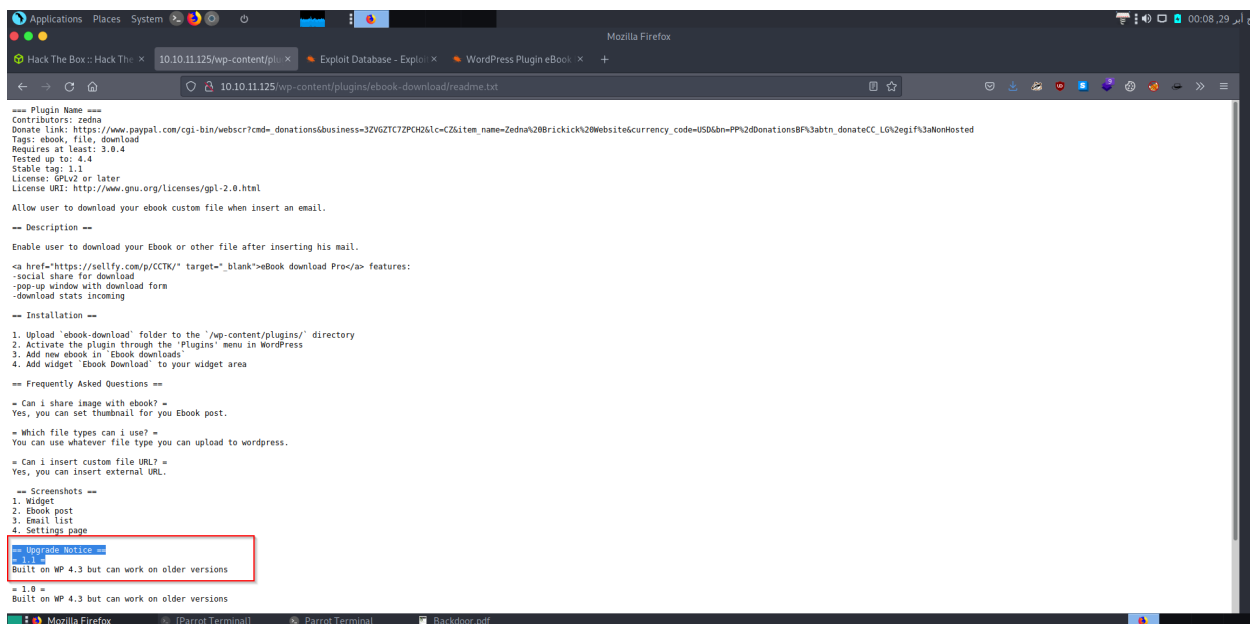 Applications Places System
00:08 ,29 أبر
Mozilla Firefox
Hack The Box :: Hack The
10.10.11.125/wp-content/plu
Exploit Database - Exploi
WordPress Plugin eBook
10.10.11.125/wp-content/plugins/ebook-download/readme.txt
=== Plugin Name ===
Contributors: zedna
Donate link: https://www.paypal.com/cgi-bin/webscr?cmd=_donations&business=3ZVGZTC7ZPCH2&lc=CZ&item_name=Zedna%20Brickick%20Website&currency_code=USD&bn=PP%2dDonationsBF%3abtn_donateCC_LG%2egif%3aNonHosted
Tags: ebook, file, download
Requires at least: 3.0.4
Tested up to: 4.4
Stable tag: 1.1
License: GPLv2 or later
License URI: http://www.gnu.org/licenses/gpl-2.0.html
Allow user to download your ebook custom file when insert an email.
== Description ==
Enable user to download your Ebook or other file after inserting his mail.
<a href="https://sellfy.com/p/CCTK/" target="_blank">eBook download Pro</a> features:
-social share for download
-pop-up window with download form
-download stats incoming
== Installation ==
1. Upload `ebook-download` folder to the `/wp-content/plugins/` directory
2. Activate the plugin through the 'Plugins' menu in WordPress
3. Add new ebook in `Ebook downloads`
4. Add widget `Ebook Download` to your widget area
== Frequently Asked Questions ==
= Can i share image with ebook? =
Yes, you can set thumbnail for you Ebook post.
= Which file types can i use? =
You can use whatever file type you can upload to wordpress.
= Can i insert custom file URL? =
Yes, you can insert external URL.
== Screenshots ==
1. Widget
2. Ebook post
3. Email list
4. Settings page
== Upgrade Notice ==
= 1.1 =
Built on WP 4.3 but can work on older versions
= 1.0 =
Built on WP 4.3 but can work on older versions
Mozilla Firefox
[Parrot Terminal]
Parrot Terminal
Backdoor.pdf